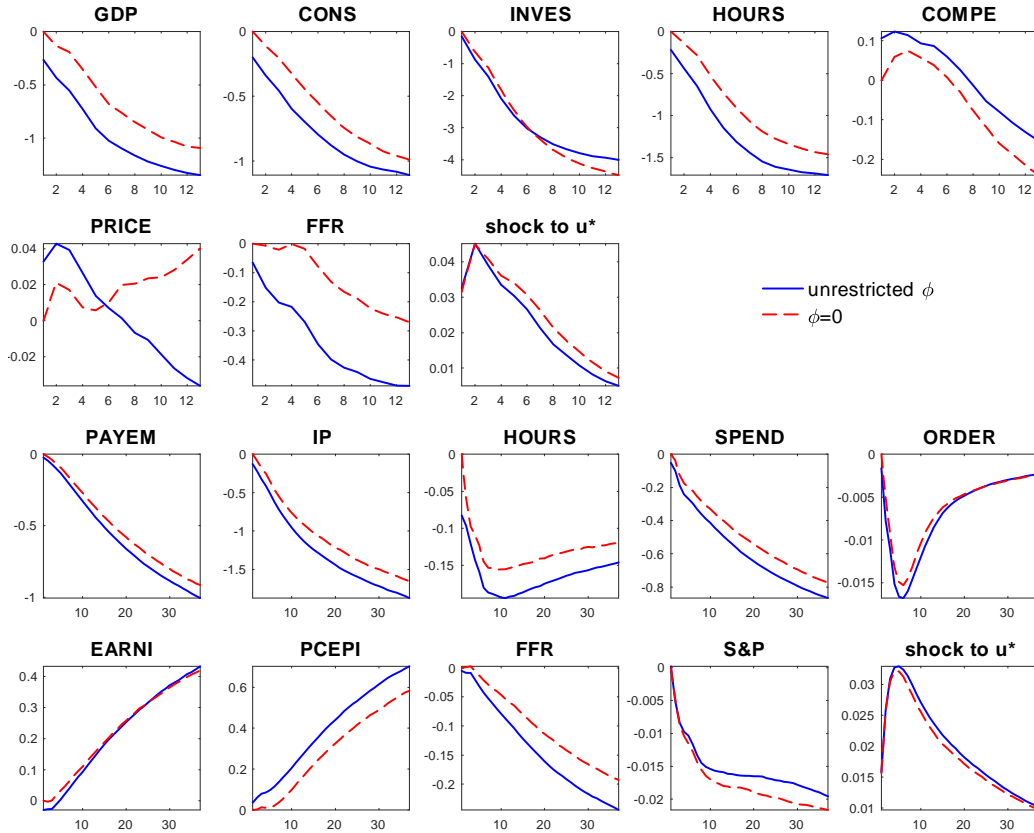 GDP CONS INVES HOURS COMPE
0 -0.5 -1
2 4 6 8 10 12
0 -0.5 -1
2 4 6 8 10 12
0 -1 -2 -3 -4
2 4 6 8 10 12
0 -0.5 -1 -1.5
2 4 6 8 10 12
0.1 0 -0.1 -0.2
2 4 6 8 10 12
PRICE FFR shock to u*
0.04 0.02 0 -0.02
2 4 6 8 10 12
0 -0.1 -0.2 -0.3 -0.4
2 4 6 8 10 12
0.04 0.03 0.02 0.01
2 4 6 8 10 12
unrestricted ϕ
ϕ=0
PAYEM IP HOURS SPEND ORDER
0 -0.5 -1
10 20 30
0 -0.5 -1 -1.5
10 20 30
0 -0.05 -0.1 -0.15
10 20 30
0 -0.2 -0.4 -0.6 -0.8
10 20 30
0 -0.005 -0.01 -0.015
10 20 30
EARNI PCEPI FFR S&P shock to u*
0.4 0.3 0.2 0.1 0
10 20 30
0.6 0.4 0.2 0
10 20 30
0 -0.05 -0.1 -0.15 -0.2
10 20 30
0 -0.005 -0.01 -0.015 -0.02
10 20 30
0.03 0.025 0.02 0.015 0.01
10 20 30